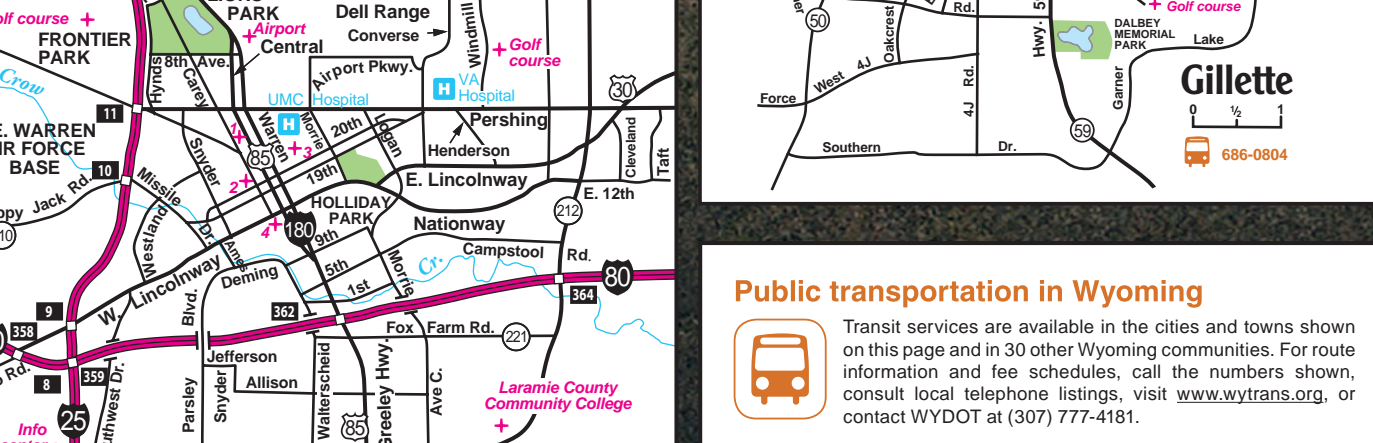 PARK
Dell Range
Converse
Windmill
Golf course
Airport
Central
FRONTIER
PARK
Golf
course
8th Ave.
Hynds
Carey
Airport Pkwy.
Crow
UMC Hospital
VA
Hospital
H
H
30
11
Pershing
Henderson
Warren
Morrie
20th
Logan
Cleveland
Taft
1
3
2
4
85
E. WARREN
AIR FORCE
BASE
10
Snyder
19th
E. Lincolnway
E. 12th
Missile
Dr.
Jack Rd.
HOLLIDAY
PARK
180
212
Nationway
9th
Westland
Ames
Campstool Rd.
Cr.
Deming
5th
Morrie
1st
W. Lincolnway
Blvd.
80
364
362
9
358
Fox Farm Rd.
221
Jefferson
8
359
Allison
Parsley
Snyder
Walterscheid
Greeley Hwy.
Ave C.
Laramie County
Community College
25
85
Info
Rd.
50
Rd.
Oakcrest
Hwy.
Golf course
DALBEY
MEMORIAL
PARK
Lake
West 4J
Force
4J Rd.
Garner
Gillette
0 ½ 1
59
Southern Dr.
686-0804
Public transportation in Wyoming
Transit services are available in the cities and towns shown
on this page and in 30 other Wyoming communities. For route
information and fee schedules, call the numbers shown,
consult local telephone listings, visit www.wytrans.org, or
contact WYDOT at (307) 777-4181.